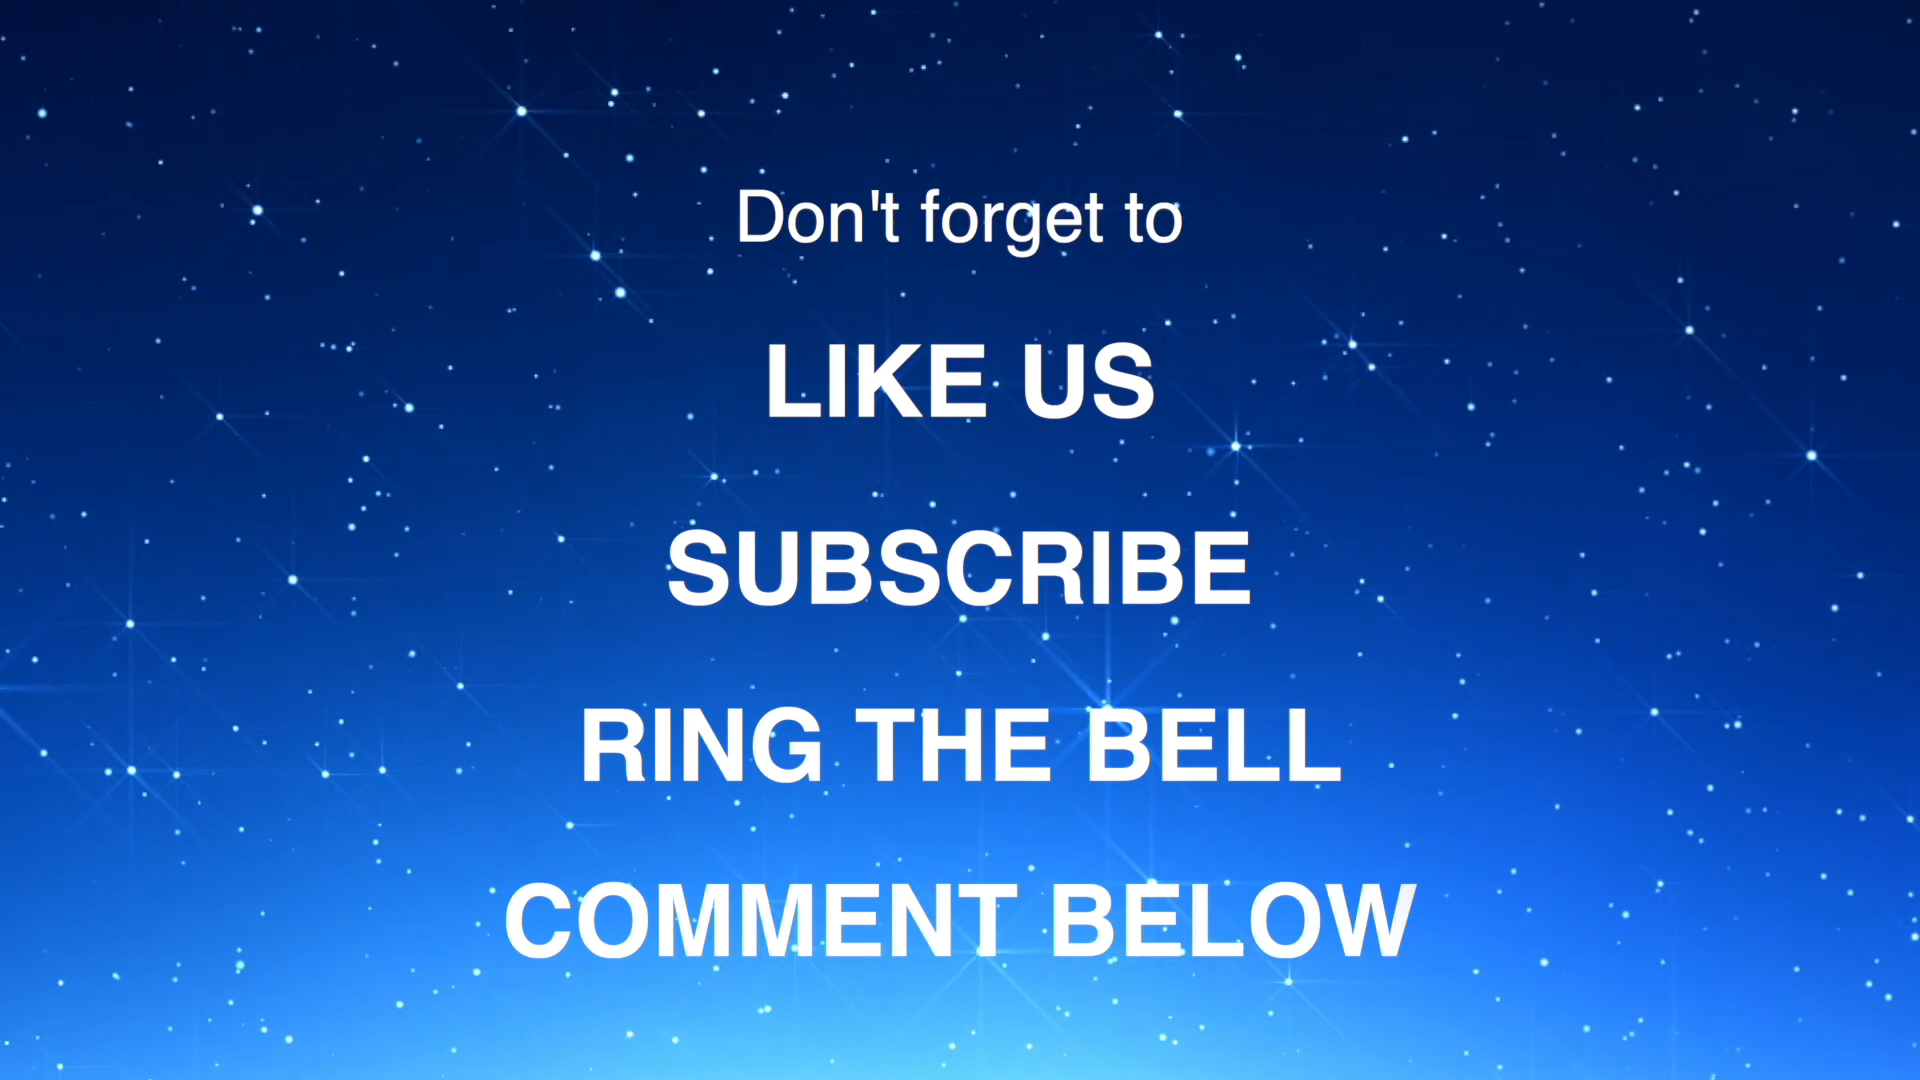 Don't forget to
LIKE US
SUBSCRIBE
RING THE BELL
COMMENT BELOW